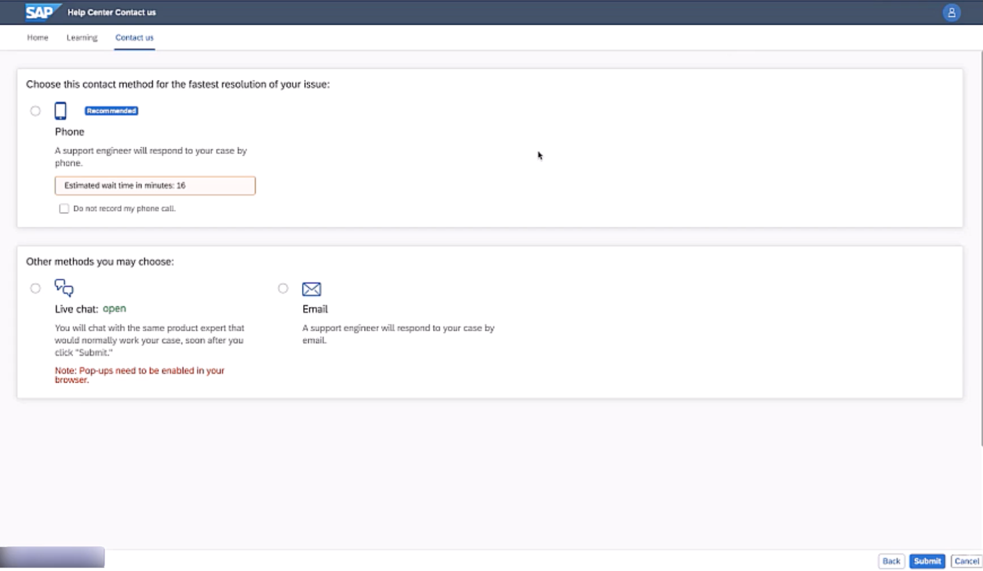 SAP Help Center Contact us
Home Learning Contact us
Choose this contact method for the fastest resolution of your issue:
Recommended
Phone
A support engineer will respond to your case by
phone.
Estimated wait time in minutes: 16
Do not record my phone call.
Other methods you may choose:
Live chat: open
You will chat with the same product expert that
would normally work your case, soon after you
click "Submit."
Note: Pop-ups need to be enabled in your
browser.
Email
A support engineer will respond to your case by
email.
Back Submit Cancel